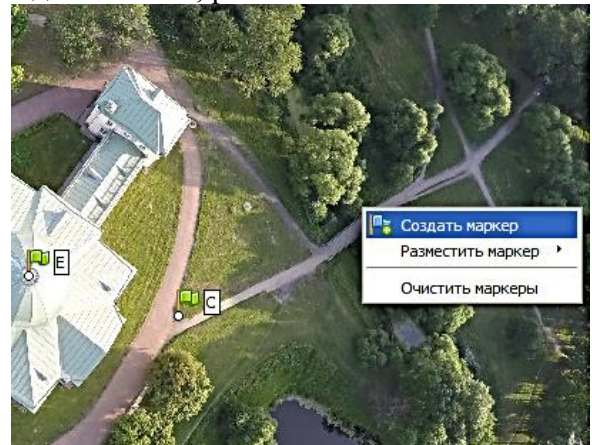 E
C
Создать маркер
Разместить маркер
Очистить маркеры